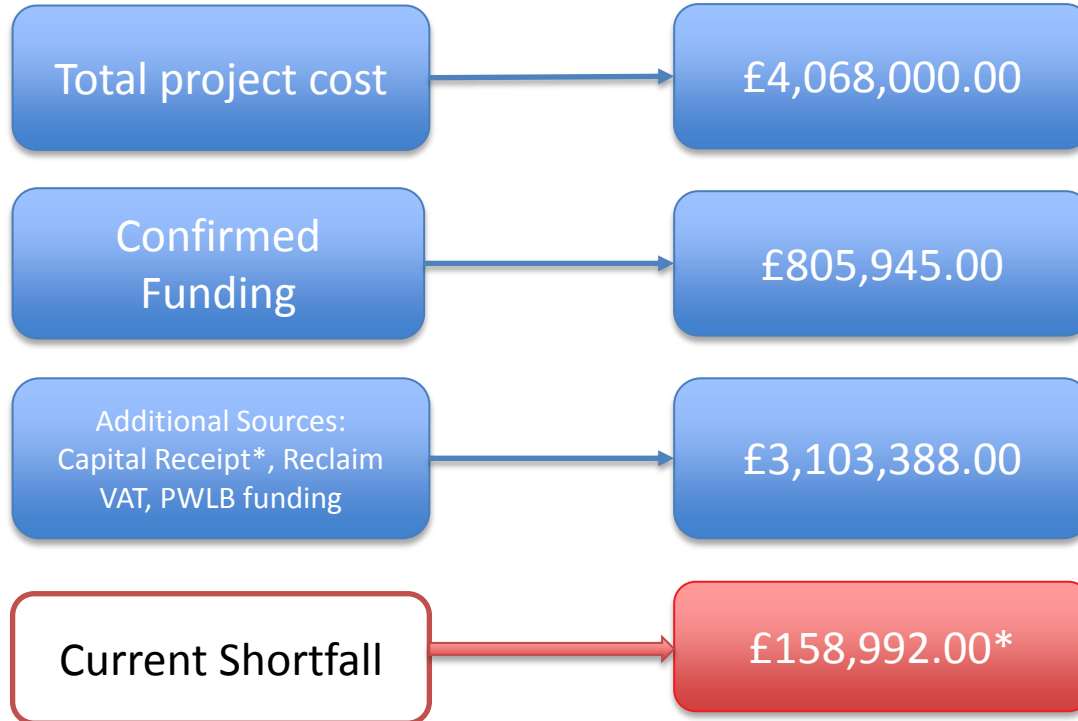 Total project cost
£4,068,000.00
Confirmed
Funding
£805,945.00
Additional Sources:
Capital Receipt*, Reclaim
VAT, PWLB funding
£3,103,388.00
Current Shortfall
£158,992.00*